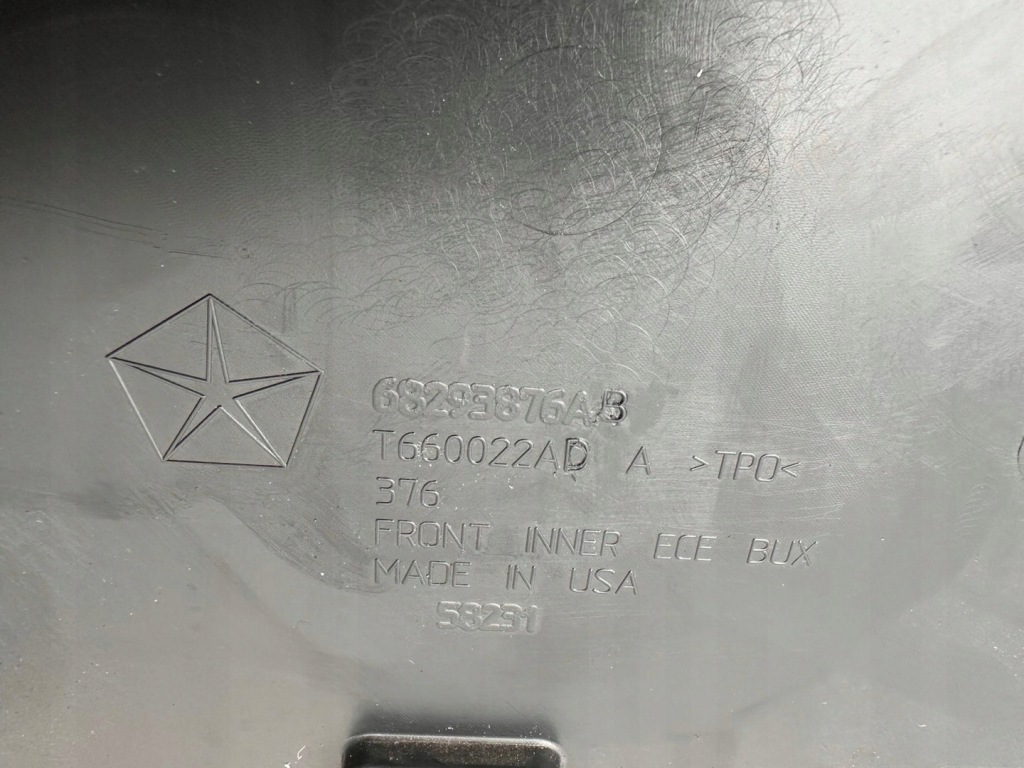 68293876AB
T660022AD A >TPO<
376
FRONT INNER ECE BUX
MADE IN USA
58291